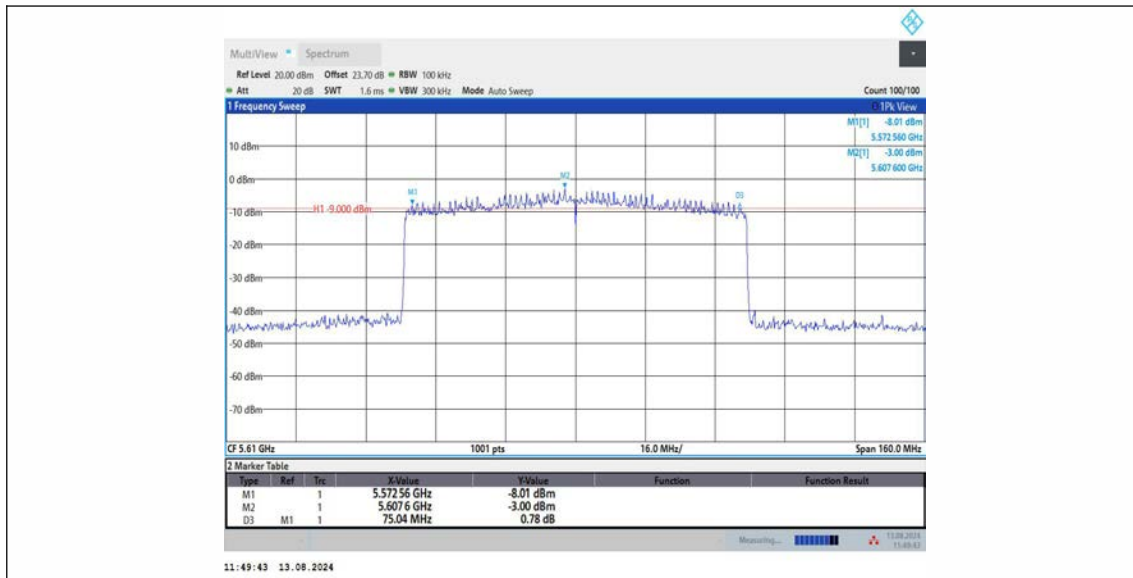 MultiView Spectrum
Ref Level 20.00 dBm Offset 23.70 dB RBW 100 kHz
Att 20 dB SWT 1.6 ms VBW 300 kHz Mode Auto Sweep Count 100/100
1 Frequency Sweep 1Pk View
M1[1] -8.01 dBm
5.572 560 GHz
M2[1] -3.00 dBm
5.607 600 GHz
10 dBm
0 dBm
M2
M1
D3
H1 -9.000 dBm
-10 dBm
-20 dBm
-30 dBm
-40 dBm
-50 dBm
-60 dBm
-70 dBm
CF 5.61 GHz 1001 pts 16.0 MHz/ Span 160.0 MHz
2 Marker Table
Type Ref Trc X-Value Y-Value Function Function Result
M1 1 5.572 56 GHz -8.01 dBm
M2 1 5.607 6 GHz -3.00 dBm
D3 M1 1 75.04 MHz 0.78 dB
Measuring... 13.08.2024
11:49:43
11:49:43 13.08.2024